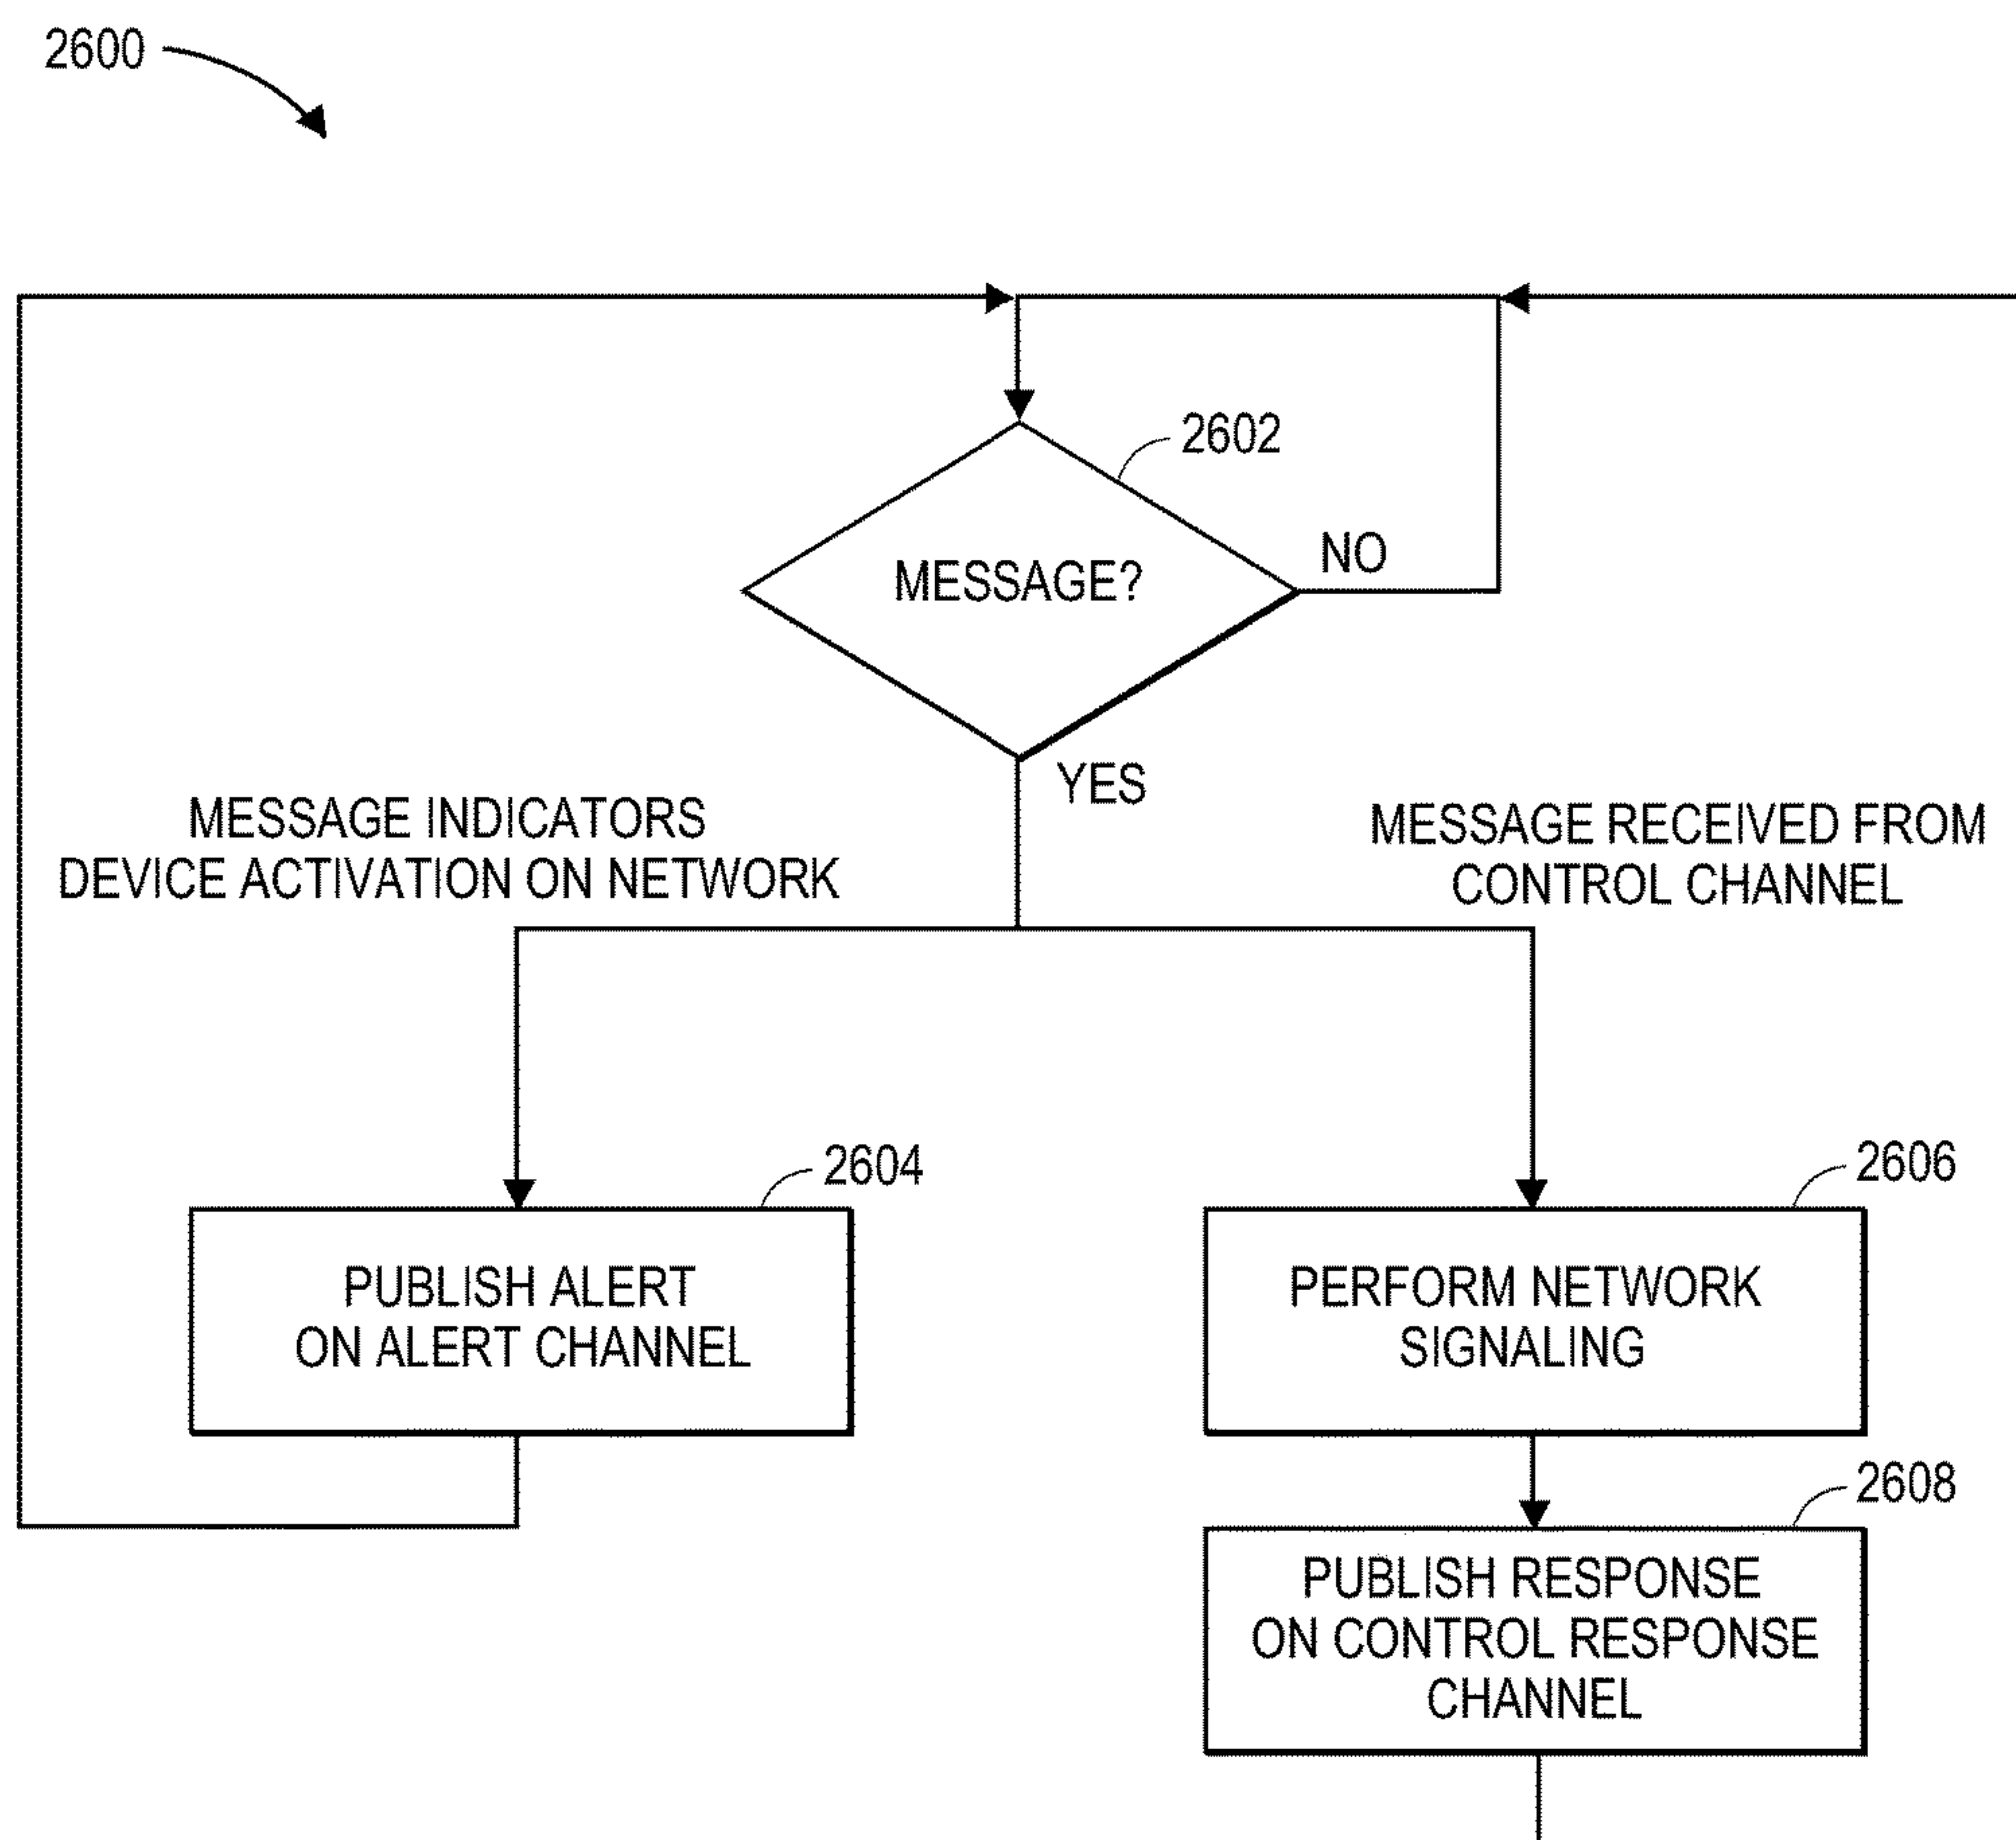 2600
2602
MESSAGE?
NO
YES
MESSAGE INDICATORS
DEVICE ACTIVATION ON NETWORK
MESSAGE RECEIVED FROM
CONTROL CHANNEL
2604
PUBLISH ALERT
ON ALERT CHANNEL
2606
PERFORM NETWORK
SIGNALING
2608
PUBLISH RESPONSE
ON CONTROL RESPONSE
CHANNEL